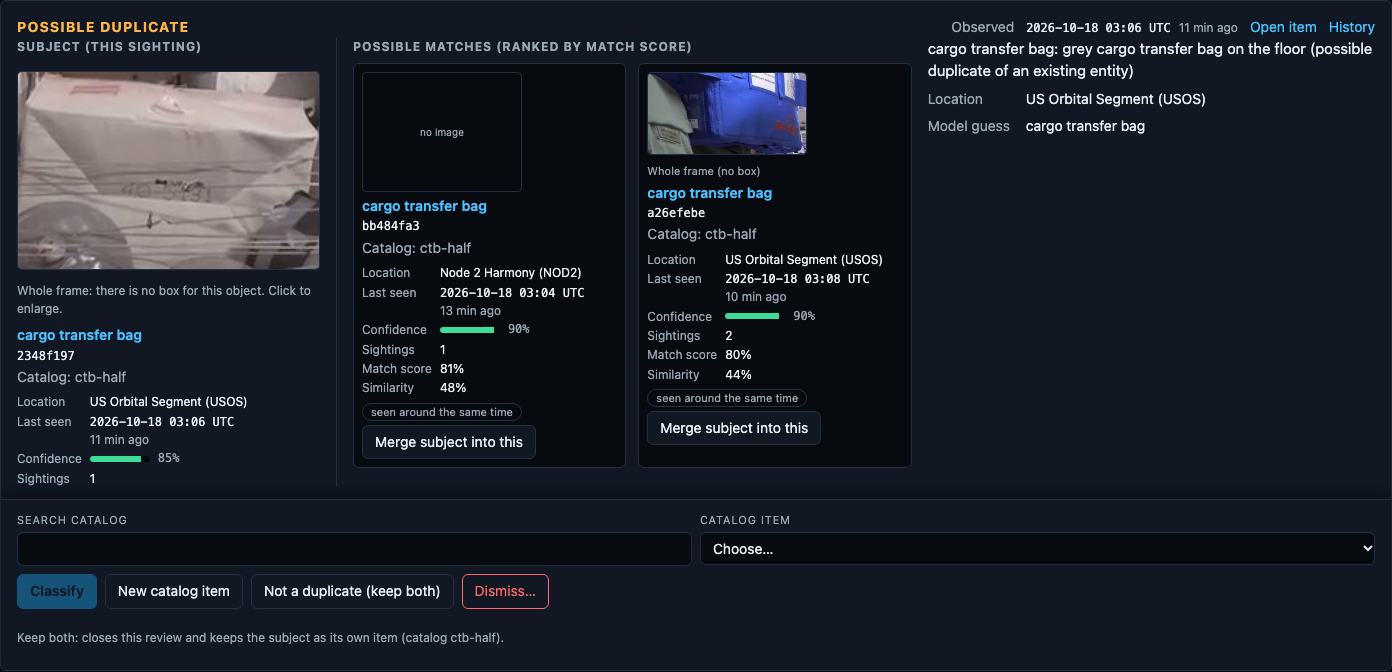 POSSIBLE DUPLICATE
SUBJECT (THIS SIGHTING)
Whole frame: there is no box for this object. Click to
enlarge.
cargo transfer bag
2348f197
Catalog: ctb-half
Location US Orbital Segment (USOS)
Last seen 2026-10-18 03:06 UTC
11 min ago
Confidence 85%
Sightings 1
POSSIBLE MATCHES (RANKED BY MATCH SCORE)
no image
cargo transfer bag
bb484fa3
Catalog: ctb-half
Location Node 2 Harmony (NOD2)
Last seen 2026-10-18 03:04 UTC
13 min ago
Confidence 90%
Sightings 1
Match score 81%
Similarity 48%
seen around the same time
Merge subject into this
Whole frame (no box)
cargo transfer bag
a26efebe
Catalog: ctb-half
Location US Orbital Segment (USOS)
Last seen 2026-10-18 03:08 UTC
10 min ago
Confidence 90%
Sightings 2
Match score 80%
Similarity 44%
seen around the same time
Merge subject into this
Observed 2026-10-18 03:06 UTC 11 min ago Open item History
cargo transfer bag: grey cargo transfer bag on the floor (possible
duplicate of an existing entity)
Location US Orbital Segment (USOS)
Model guess cargo transfer bag
SEARCH CATALOG
CATALOG ITEM
Choose...
Classify New catalog item Not a duplicate (keep both) Dismiss...
Keep both: closes this review and keeps the subject as its own item (catalog ctb-half).